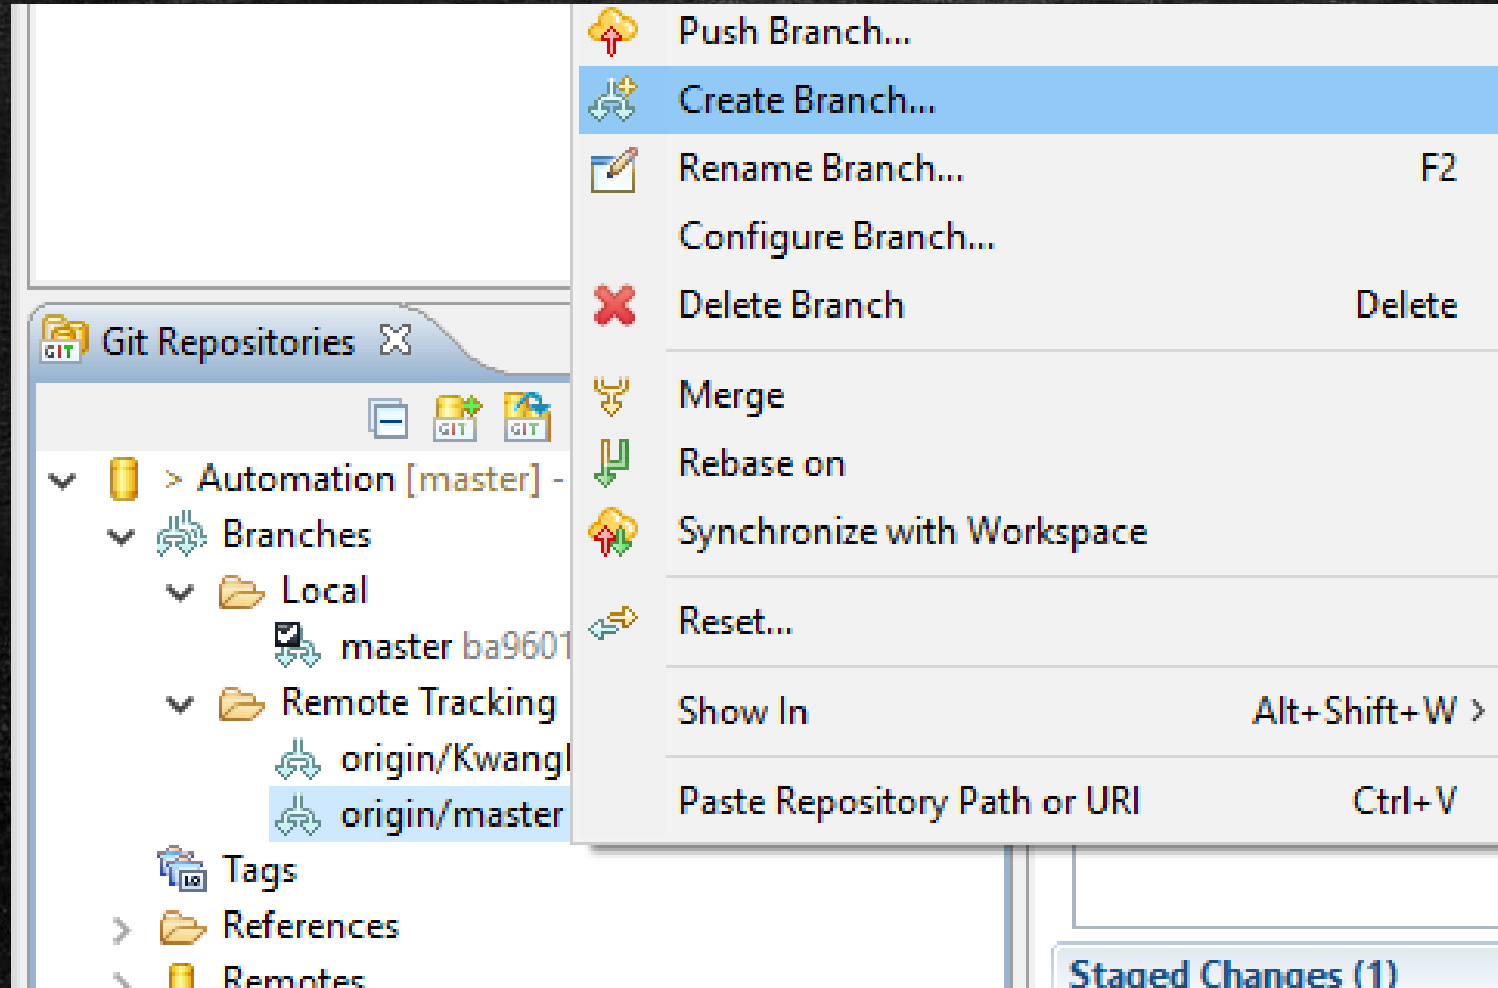 Push Branch...
Create Branch...
Rename Branch... F2
Configure Branch...
Delete Branch Delete
Merge
Rebase on
Synchronize with Workspace
Reset...
Show In Alt+Shift+W >
Paste Repository Path or URI Ctrl+V
GIT Git Repositories
GIT GIT
> Automation [master] -
Branches
Local
master ba9601
Remote Tracking
origin/Kwang
origin/master
Tags
References
Remotes
Staged Changes (1)